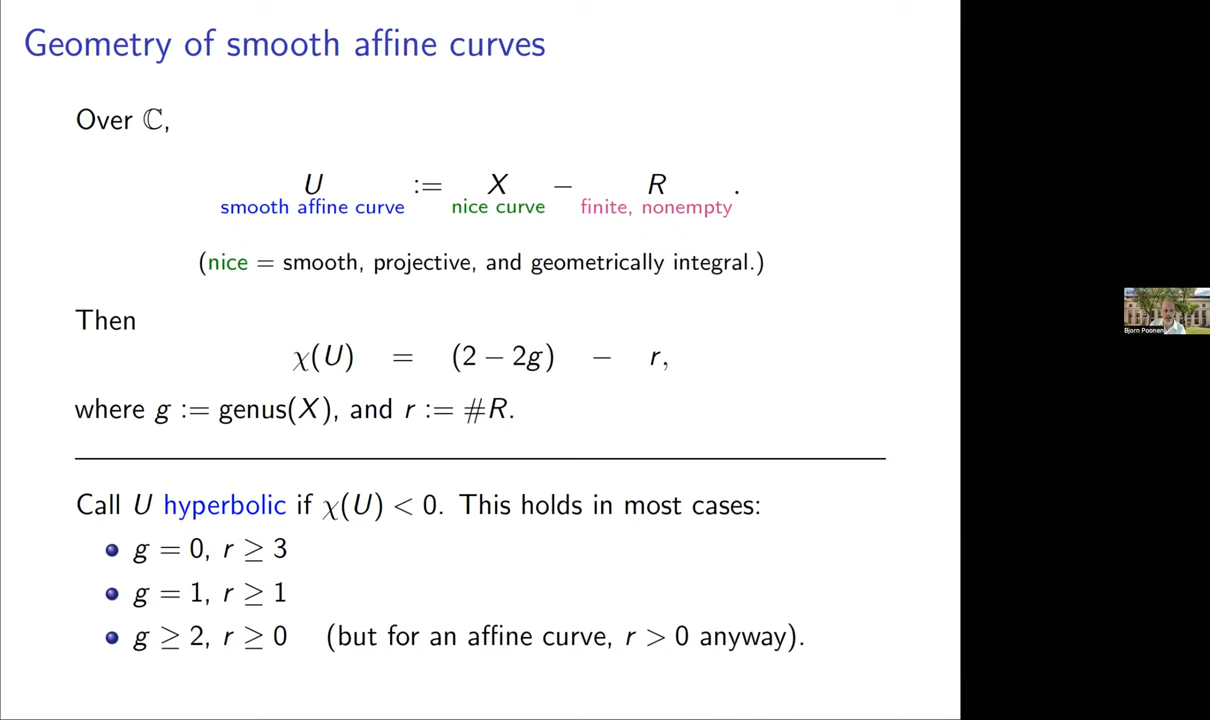 Geometry of smooth affine curves
Over ℂ,
U := X − R .
smooth affine curve nice curve finite, nonempty
(nice = smooth, projective, and geometrically integral.)
Then
χ(U) = (2 − 2g) − r,
where g := genus(X), and r := #R.
Call U hyperbolic if χ(U) < 0. This holds in most cases:
• g = 0, r ≥ 3
• g = 1, r ≥ 1
• g ≥ 2, r ≥ 0 (but for an affine curve, r > 0 anyway).
Bjorn Poonen